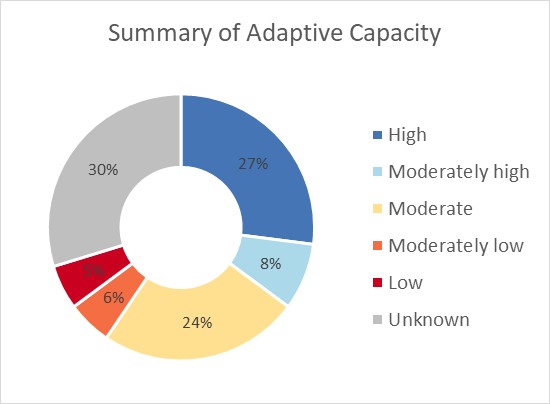 Summary of Adaptive Capacity
27%
8%
24%
6%
30%
High
Moderately high
Moderate
Moderately low
Low
Unknown